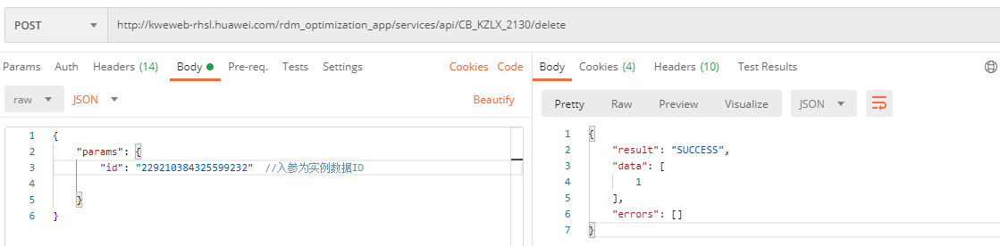 POST
http://kweweb-rhsl.huawei.com/rdm_optimization_app/services/api/CB_KZLX_2130/delete
Params Auth Headers (14) Body Pre-req. Tests Settings Cookies Code
raw JSON Beautify
1 {
2 "params": {
3 "id": "229210384325599232" //入参为实例数据ID
4
5 }
6 }
Body Cookies (4) Headers (10) Test Results
Pretty Raw Preview Visualize JSON
1 {
2 "result": "SUCCESS",
3 "data": [
4 1
5 ],
6 "errors": []
7 }